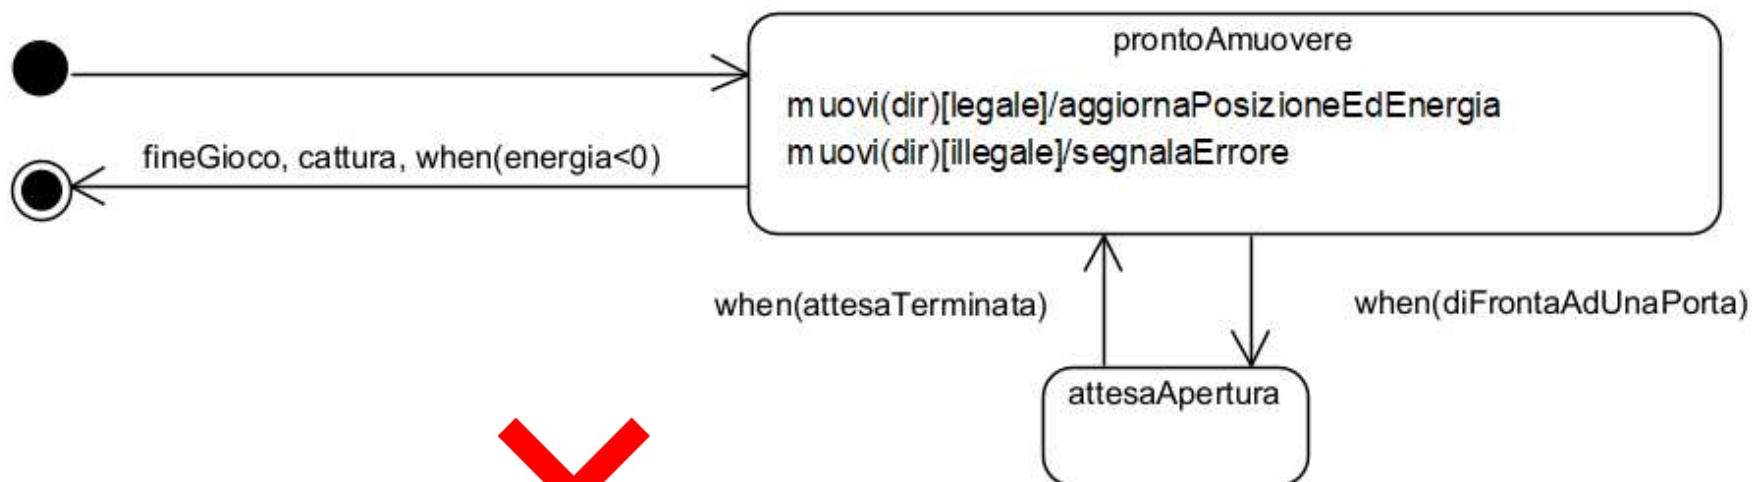 prontoAmuovere
muovi(dir)[legale]/aggiornaPosizioneEdEnergia
muovi(dir)[illegale]/segnalaErrore
fineGioco, cattura, when(energia<0)
when(attesaTerminata)
when(diFrontaAdUnaPorta)
attesaApertura